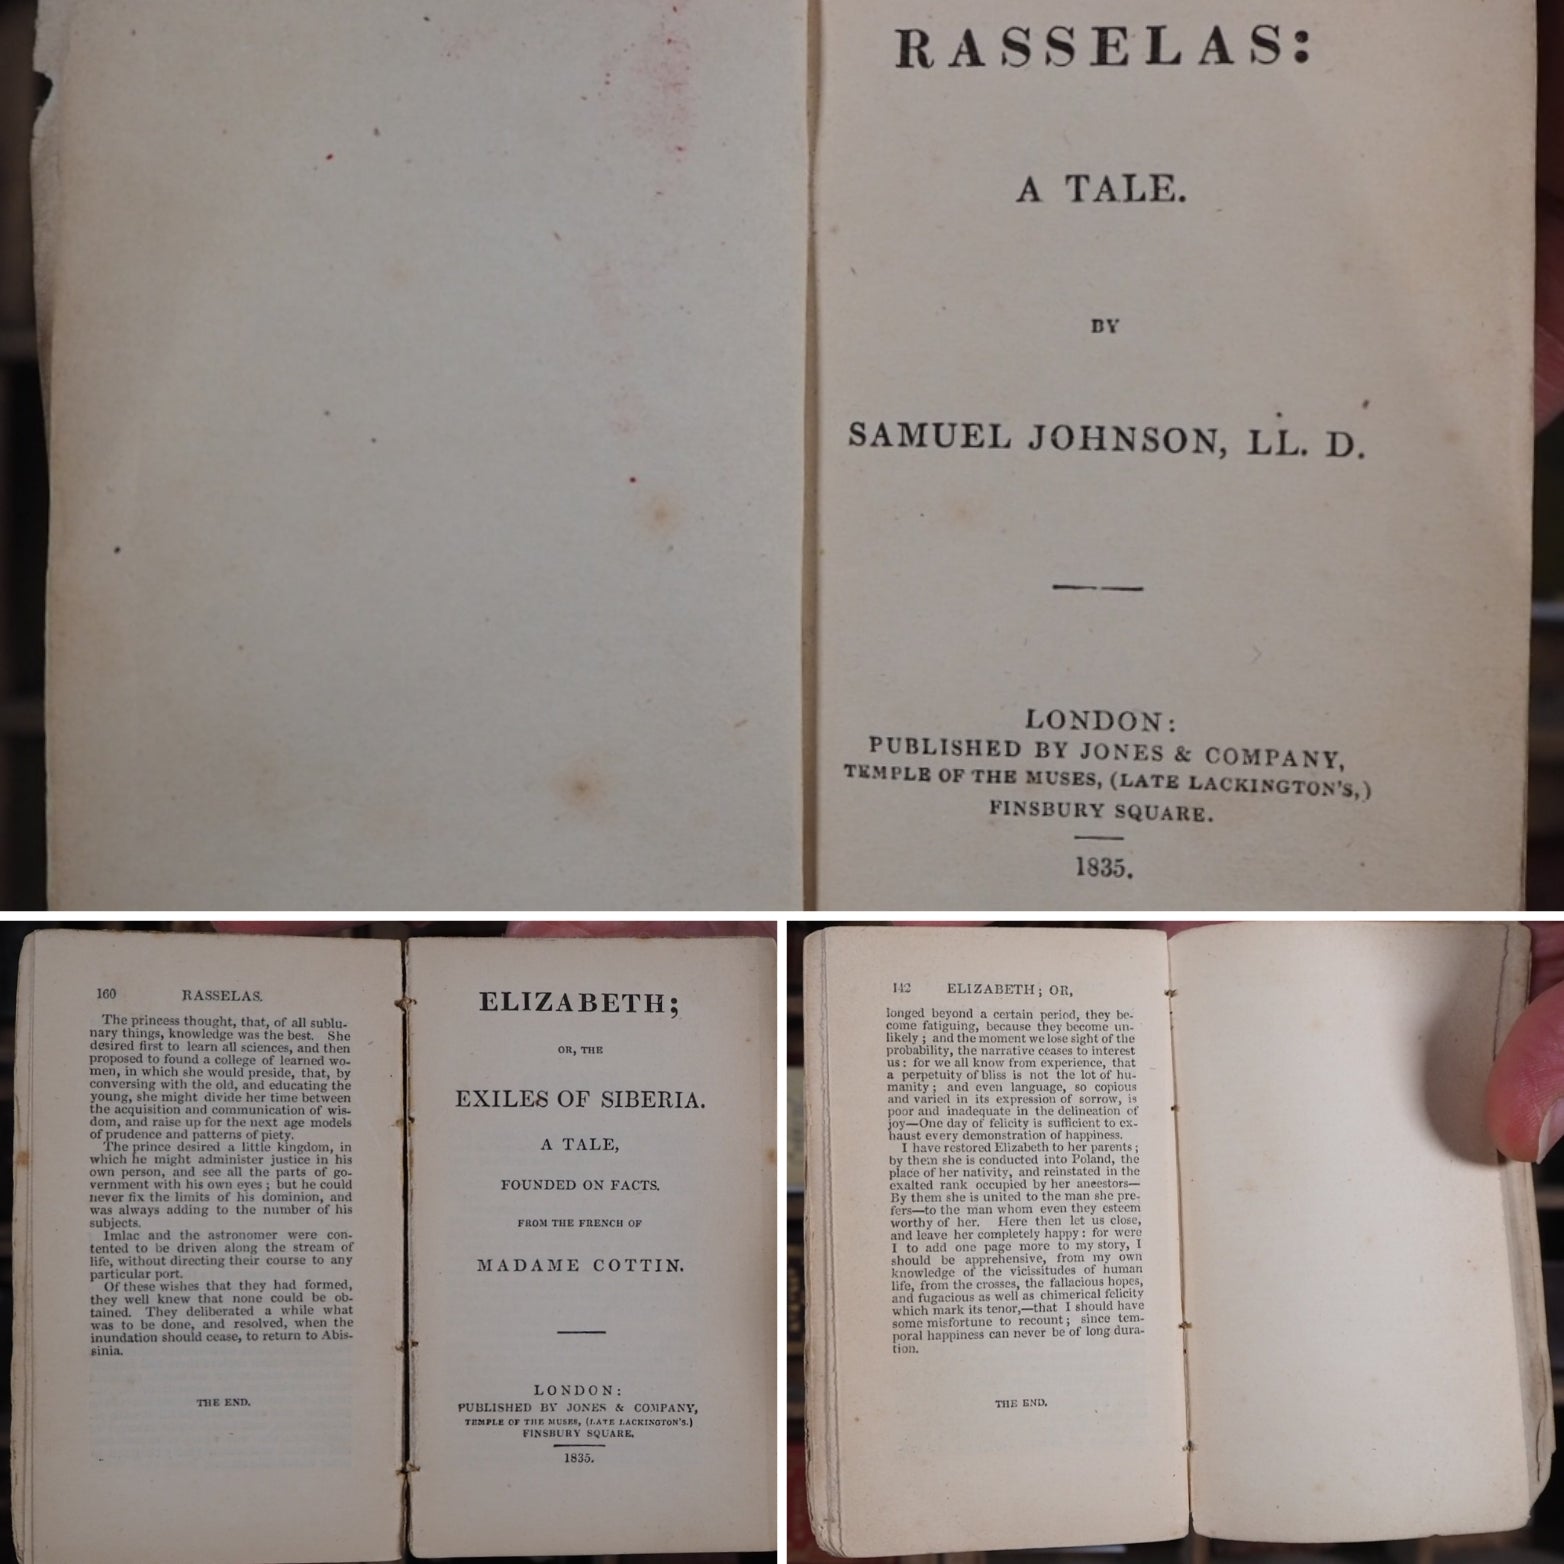 RASSELAS:
A TALE.
BY
SAMUEL JOHNSON, LL. D.
LONDON:
PUBLISHED BY JONES & COMPANY,
TEMPLE OF THE MUSES, (LATE LACKINGTON'S,)
FINSBURY SQUARE.
1835.
160 RASSELAS.
The princess thought, that, of all sublu-
nary things, knowledge was the best. She
desired first to learn all sciences, and then
proposed to found a college of learned wo-
men, in which she would preside, that, by
conversing with the old, and educating the
young, she might divide her time between
the acquisition and communication of wis-
dom, and raise up for the next age models
of prudence and patterns of piety.
The prince desired a little kingdom, in
which he might administer justice in his
own person, and see all the parts of go-
vernment with his own eyes; but he could
never fix the limits of his dominion, and
was always adding to the number of his
subjects.
Imlac and the astronomer were con-
tented to be driven along the stream of
life, without directing their course to any
particular port.
Of these wishes that they had formed,
they well knew that none could be ob-
tained. They deliberated a while what
was to be done, and resolved, when the
inundation should cease, to return to Abis-
sinia.
THE END.
ELIZABETH;
OR, THE
EXILES OF SIBERIA.
A TALE,
FOUNDED ON FACTS.
FROM THE FRENCH OF
MADAME COTTIN.
LONDON:
PUBLISHED BY JONES & COMPANY,
TEMPLE OF THE MUSES, (LATE LACKINGTON'S.)
FINSBURY SQUARE.
1835.
142 ELIZABETH; OR,
longed beyond a certain period, they be-
come fatiguing, because they become un-
likely; and the moment we lose sight of the
probability, the narrative ceases to interest
us: for we all know from experience, that
a perpetuity of bliss is not the lot of hu-
manity; and even language, so copious
and varied in its expression of sorrow, is
poor and inadequate in the delineation of
joy—One day of felicity is sufficient to ex-
haust every demonstration of happiness.
I have restored Elizabeth to her parents;
by them she is conducted into Poland, the
place of her nativity, and reinstated in the
exalted rank occupied by her ancestors—
By them she is united to the man she pre-
fers—to the man whom even they esteem
worthy of her. Here then let us close,
and leave her completely happy: for were
I to add one page more to my story, I
should be apprehensive, from my own
knowledge of the vicissitudes of human
life, from the crosses, the fallacious hopes,
and fugacious as well as chimerical felicity
which mark its tenor,—that I should have
some misfortune to recount; since tem-
poral happiness can never be of long dura-
tion.
THE END.